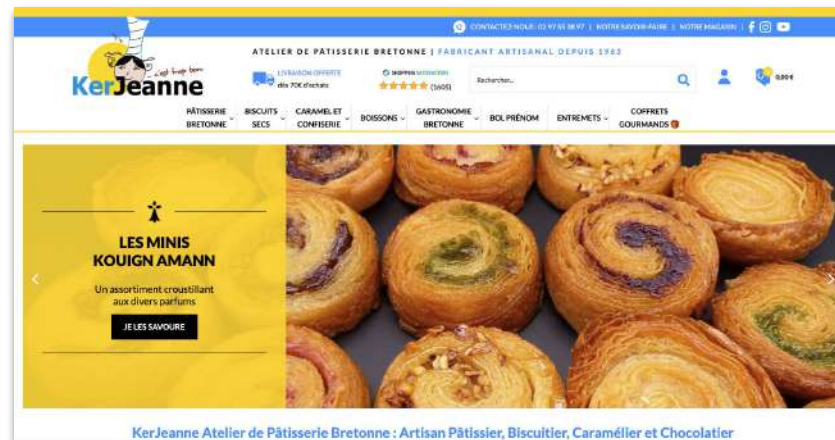 CONTACTEZ-NOUS : 02 97 55 38 97 | NOTRE SAVOIR-FAIRE | NOTRE MAGASIN |
c'est trop bon
KerJeanne
ATELIER DE PÂTISSERIE BRETONNE | FABRICANT ARTISANAL DEPUIS 1963
LIVRAISON OFFERTE
dès 70€ d'achats
SHOPPER SATISFACTION
(1605)
Rechercher...
0,00 €
PÂTISSERIE BRETONNE
BISCUITS SECS
CARAMEL ET CONFISERIE
BOISSONS
GASTRONOMIE BRETONNE
BOL PRÉNOM
ENTREMETS
COFFRETS GOURMANDS
LES MINIS
KOUIGN AMANN
Un assortiment croustillant
aux divers parfums
JE LES SAVOURE
KerJeanne Atelier de Pâtisserie Bretonne : Artisan Pâtissier, Biscuitier, Caramélier et Chocolatier